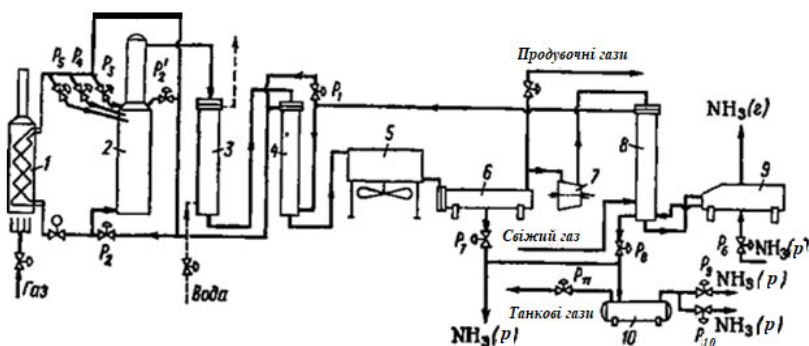 Продувочні гази
P5
P4
P3
P2'
P1
NH3(г)
1
2
3
4
5
6
7
8
9
P2
P7
Свіжий газ
P8
P6
NH3(р)
Газ
Вода
P11
P9
NH3(р)
Танкові гази
10
NH3(р)
P10
NH3(р)